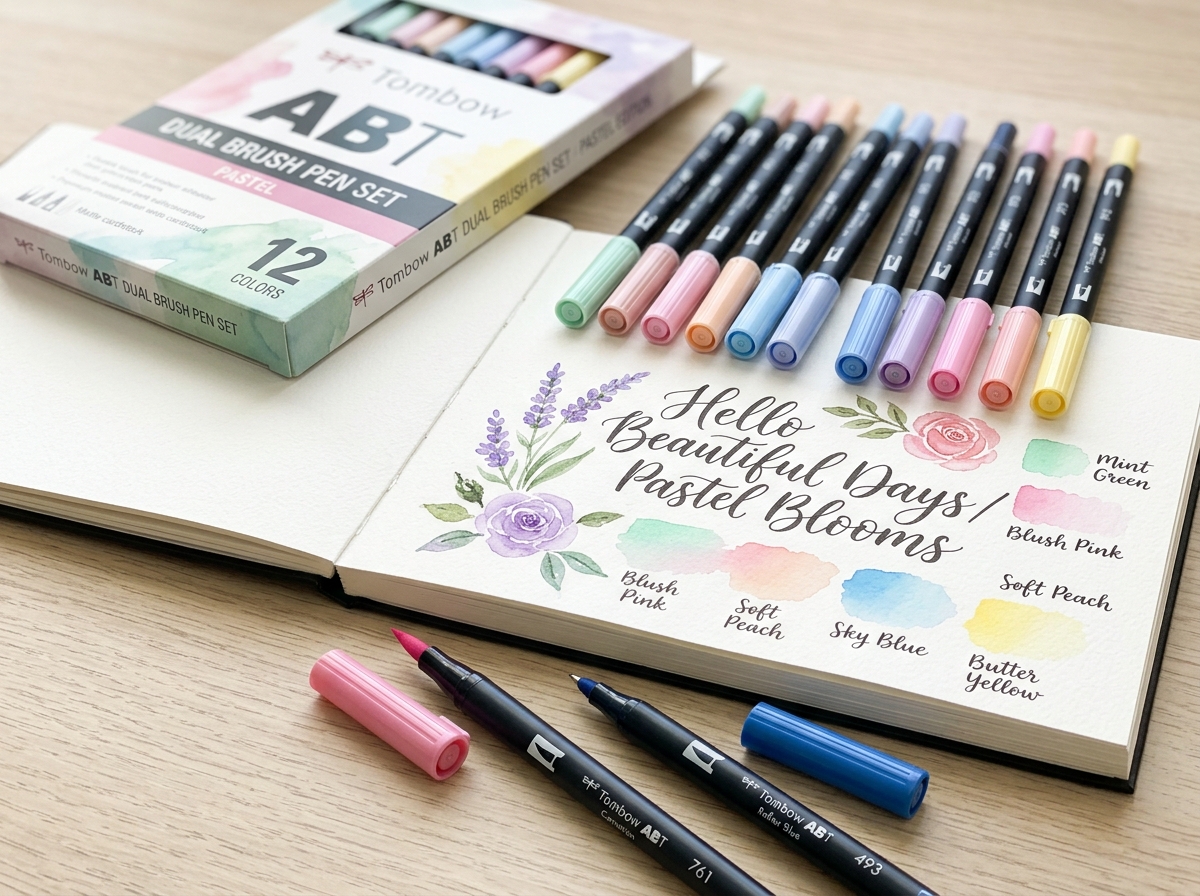 Tombow
ABT
DUAL BRUSH PEN SET
PASTEL
12
COLORS
Tombow ABT DUAL BRUSH PEN SET
Tombow ABT DUAL BRUSH PEN SET / PASTEL EDITION
Hello
Beautiful Days /
Pastel Blooms
Mint
Green
Blush Pink
Soft Peach
Blush
Pink
Soft
Peach
Sky Blue
Butter
Yellow
Tombow ABT
761
Tombow ABT
493